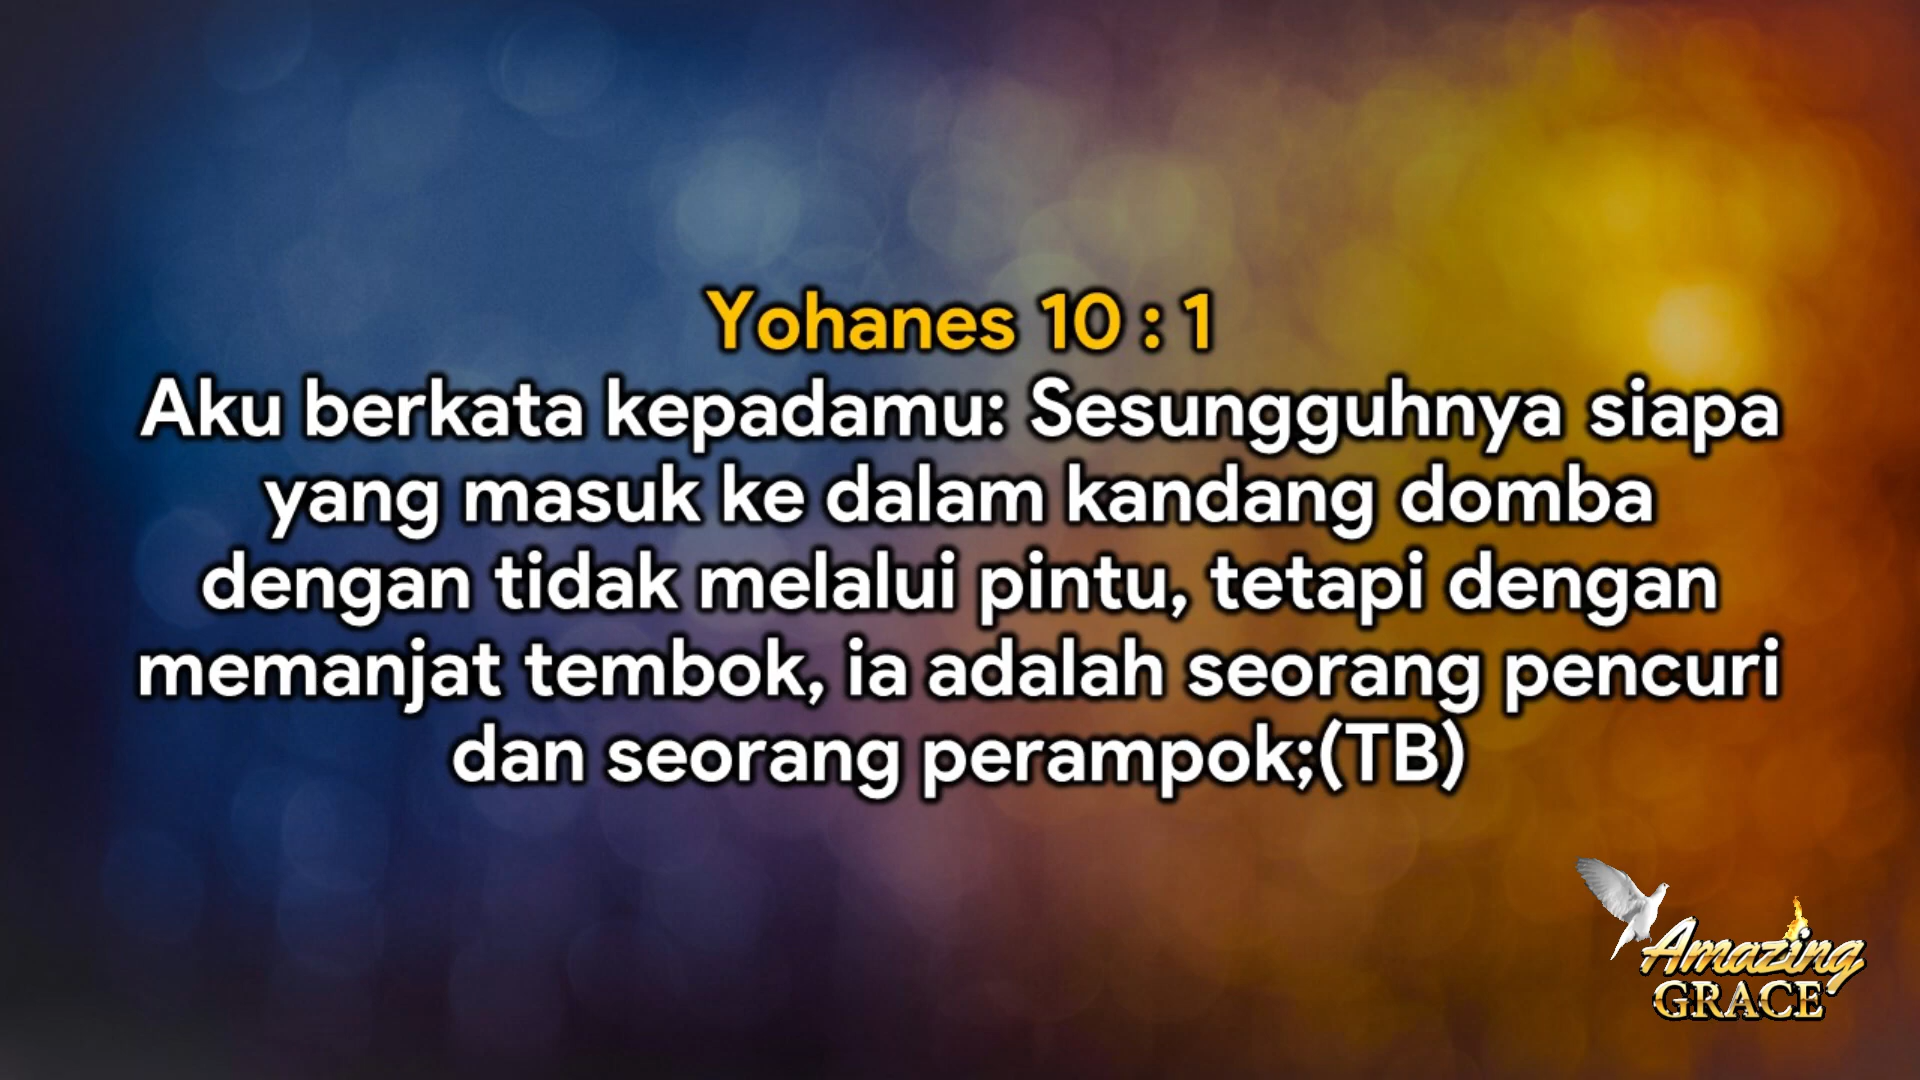 Yohanes 10 : 1
Aku berkata kepadamu: Sesungguhnya siapa
yang masuk ke dalam kandang domba
dengan tidak melalui pintu, tetapi dengan
memanjat tembok, ia adalah seorang pencuri
dan seorang perampok;(TB)
Amazing
GRACE